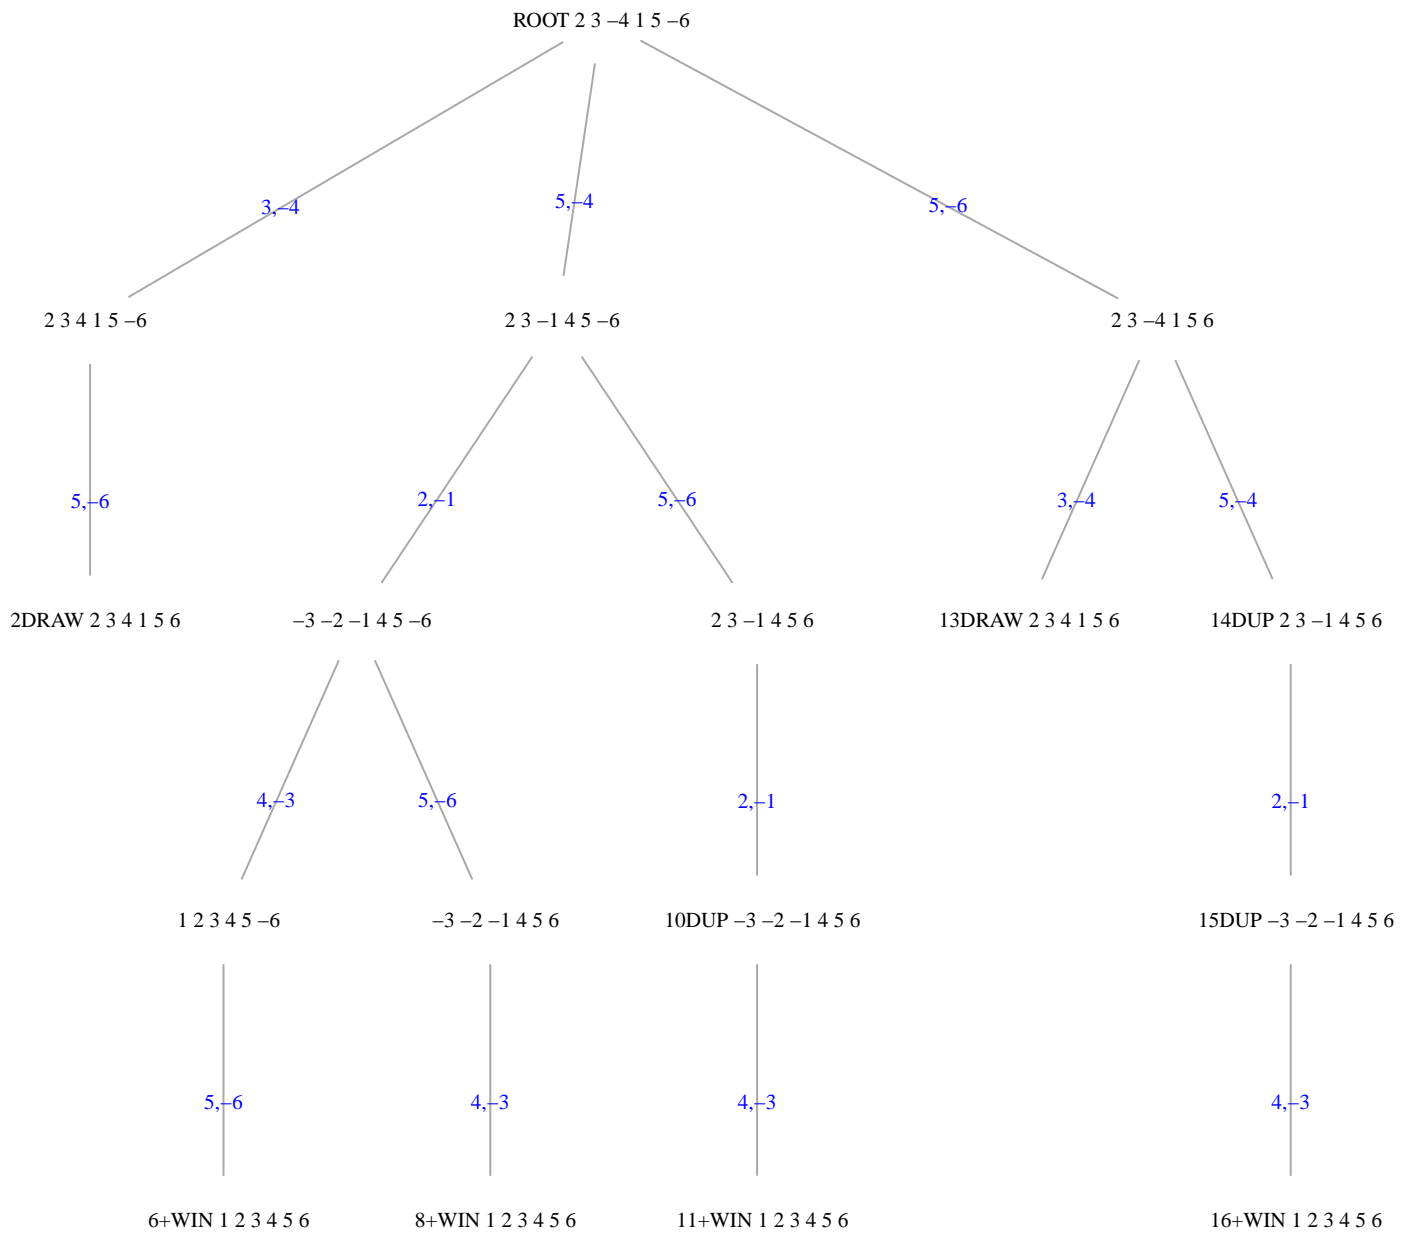 ROOT 2 3 –4 1 5 –6
3,–4
5,–4
5,–6
2 3 4 1 5 –6
2 3 –1 4 5 –6
2 3 –4 1 5 6
5,–6
2,–1
5,–6
3,–4
5,–4
2DRAW 2 3 4 1 5 6
–3 –2 –1 4 5 –6
2 3 –1 4 5 6
13DRAW 2 3 4 1 5 6
14DUP 2 3 –1 4 5 6
4,–3
5,–6
2,–1
2,–1
1 2 3 4 5 –6
–3 –2 –1 4 5 6
10DUP –3 –2 –1 4 5 6
15DUP –3 –2 –1 4 5 6
5,–6
4,–3
4,–3
4,–3
6+WIN 1 2 3 4 5 6
8+WIN 1 2 3 4 5 6
11+WIN 1 2 3 4 5 6
16+WIN 1 2 3 4 5 6